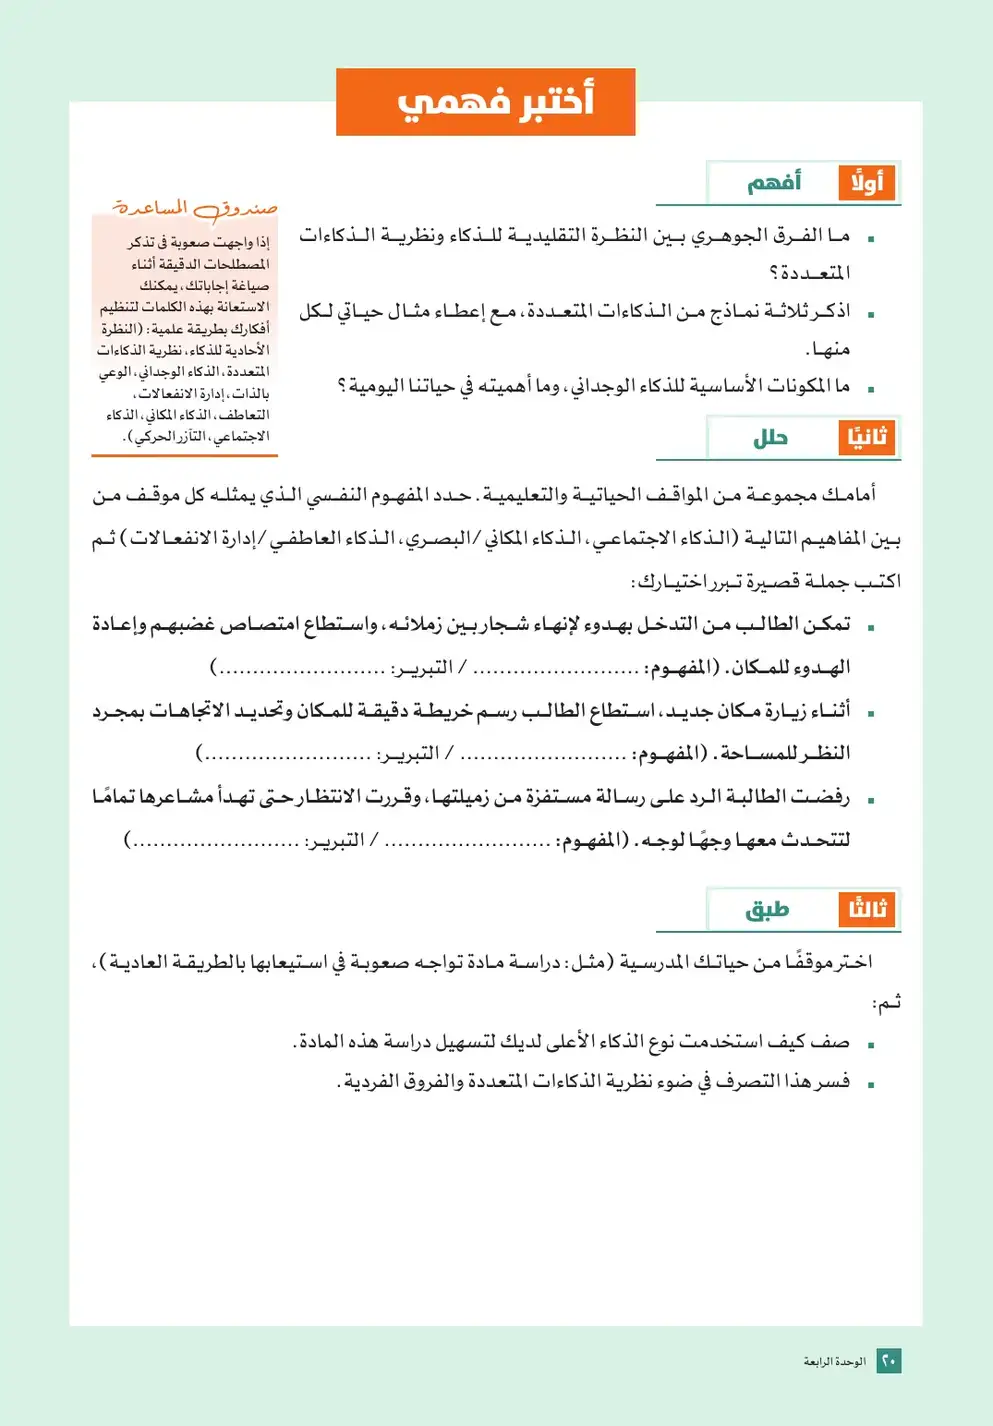 أختبر فهمي
أولًا
أفهم
ما الفرق الجوهري بين النظرة التقليدية للذكاء ونظرية الذكاءات
المتعددة؟
اذكر ثلاثة نماذج من الذكاءات المتعددة، مع إعطاء مثال حياتي لكل
منها.
ما المكونات الأساسية للذكاء الوجداني، وما أهميته في حياتنا اليومية؟
صندوق المساعدة
إذا واجهت صعوبة في تذكر
المصطلحات الدقيقة أثناء
صياغة إجاباتك، يمكنك
الاستعانة بهذه الكلمات لتنظيم
أفكارك بطريقة علمية: (النظرة
الأحادية للذكاء، نظرية الذكاءات
المتعددة، الذكاء الوجداني، الوعي
بالذات، إدارة الانفعالات،
التعاطف، الذكاء المكاني، الذكاء
الاجتماعي، التآزر الحركي).
ثانيًا
حلل
أمامك مجموعة من المواقف الحياتية والتعليمية. حدد المفهوم النفسي الذي يمثله كل موقف من
بين المفاهيم التالية (الذكاء الاجتماعي، الذكاء المكاني/البصري، الذكاء العاطفي/إدارة الانفعالات) ثم
اكتب جملة قصيرة تبرر اختيارك:
تمكن الطالب من التدخل بهدوء لإنهاء شجار بين زملائه، واستطاع امتصاص غضبهم وإعادة
الهدوء للمكان. (المفهوم: ......................... / التبرير: .........................)
أثناء زيارة مكان جديد، استطاع الطالب رسم خريطة دقيقة للمكان وتحديد الاتجاهات بمجرد
النظر للمساحة. (المفهوم: ......................... / التبرير: .........................)
رفضت الطالبة الرد على رسالة مستفزة من زميلتها، وقررت الانتظار حتى تهدأ مشاعرها تمامًا
لتتحدث معها وجهًا لوجه. (المفهوم: ......................... / التبرير: .........................)
ثالثًا
طبق
اختر موقفًا من حياتك المدرسية (مثل: دراسة مادة تواجه صعوبة في استيعابها بالطريقة العادية)،
ثم:
صف كيف استخدمت نوع الذكاء الأعلى لديك لتسهيل دراسة هذه المادة.
فسر هذا التصرف في ضوء نظرية الذكاءات المتعددة والفروق الفردية.
٢٠
الوحدة الرابعة